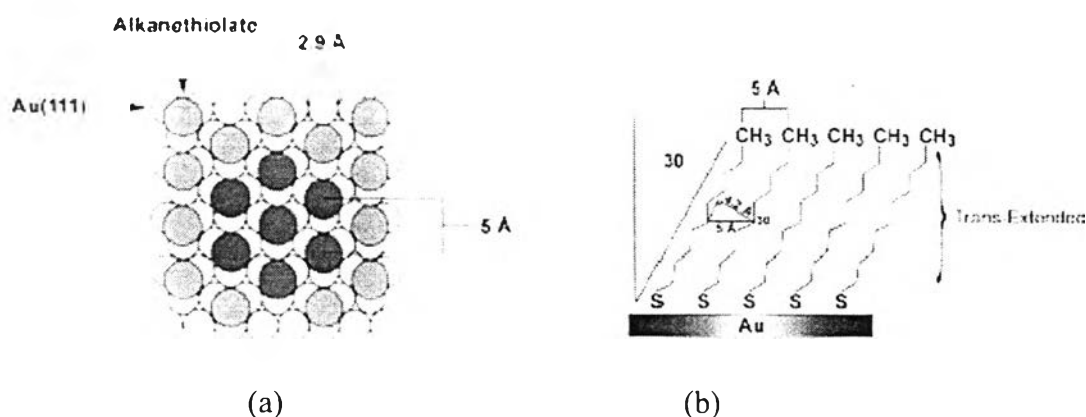 Alkanethiolate
2.9 Å
Au(111)
5 Å
(a)
5 Å
CH3 CH3 CH3 CH3 CH3
30
5 Å
30
Trans-Extended
S S S S S
Au
(b)